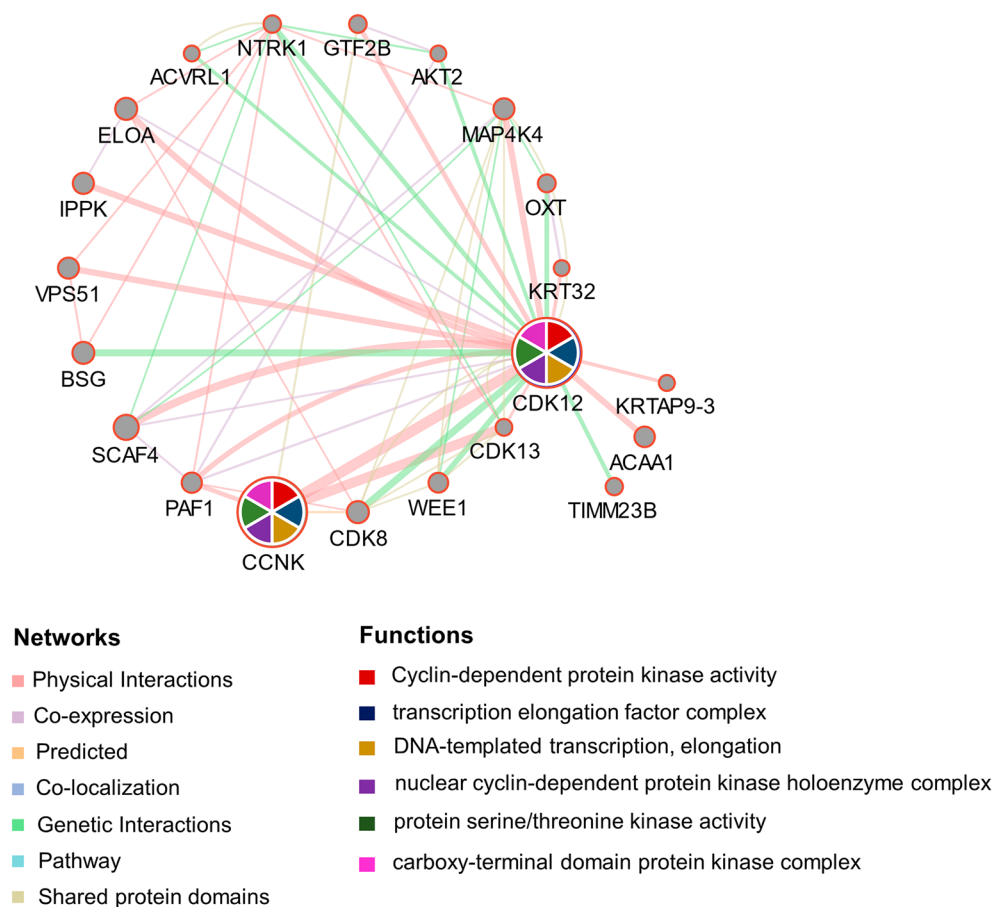 NTRK1
GTF2B
ACVRL1
AKT2
ELOA
MAP4K4
IPPK
OXT
VPS51
KRT32
BSG
CDK12
KRTAP9-3
SCAF4
CDK13
ACAA1
PAF1
WEE1
TIMM23B
CDK8
CCNK
Networks
Physical Interactions
Co-expression
Predicted
Co-localization
Genetic Interactions
Pathway
Shared protein domains
Functions
Cyclin-dependent protein kinase activity
transcription elongation factor complex
DNA-templated transcription, elongation
nuclear cyclin-dependent protein kinase holoenzyme complex
protein serine/threonine kinase activity
carboxy-terminal domain protein kinase complex